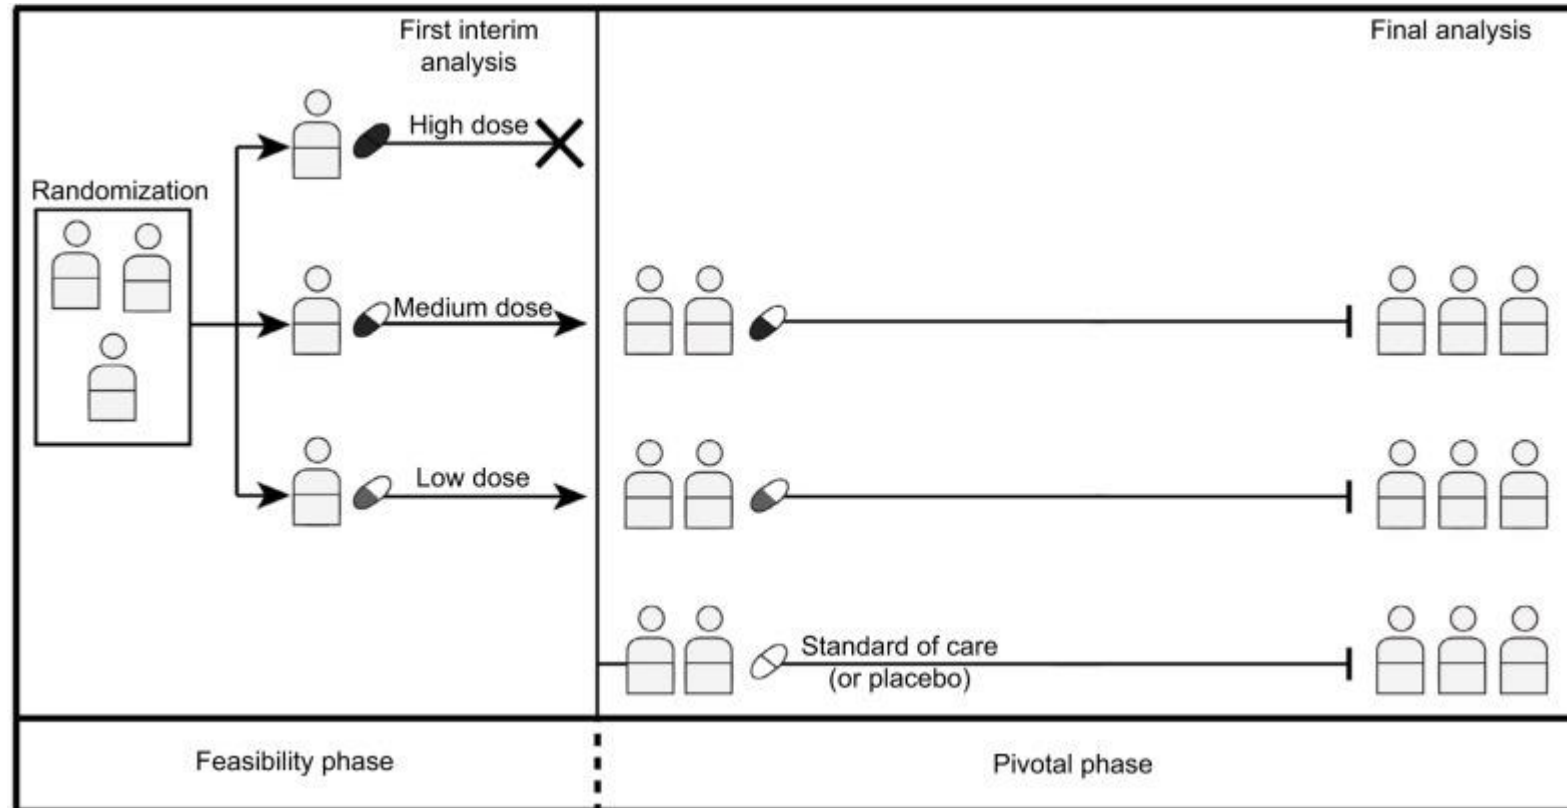 First interim
analysis
Final analysis
High dose
Randomization
Medium dose
Low dose
Standard of care
(or placebo)
Feasibility phase
Pivotal phase